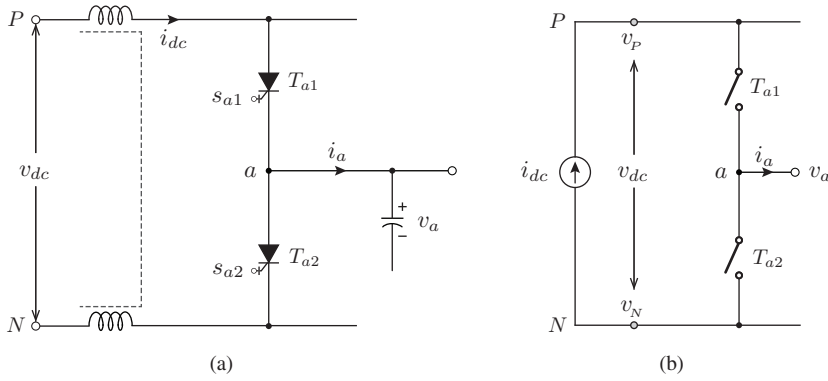 P
i_dc
T_a1
s_a1
v_dc
a
i_a
+
−
v_a
T_a2
s_a2
N
(a)
P
v_P
T_a1
i_dc
v_dc
a
i_a
v_a
T_a2
v_N
N
(b)